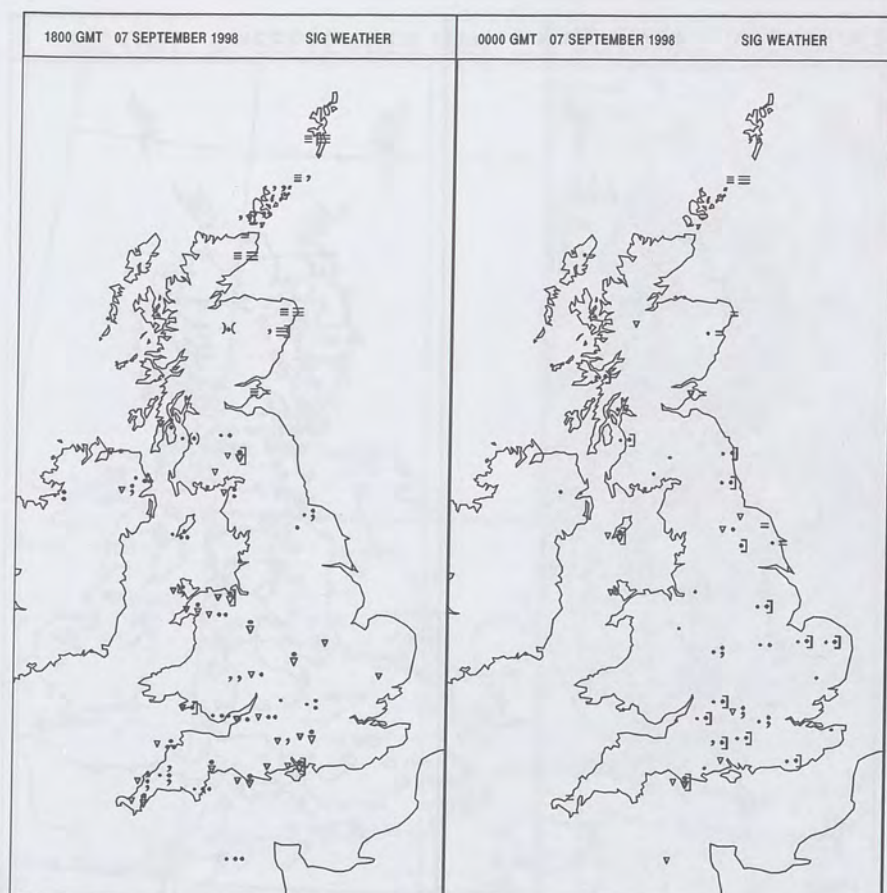 1800 GMT 07 SEPTEMBER 1998 SIG WEATHER
0000 GMT 07 SEPTEMBER 1998 SIG WEATHER